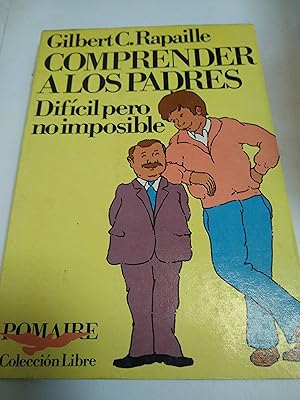 Gilbert C. Rapaille
COMPRENDER
A LOS PADRES
Difícil pero
no imposible
POMAIRE
Colección Libre